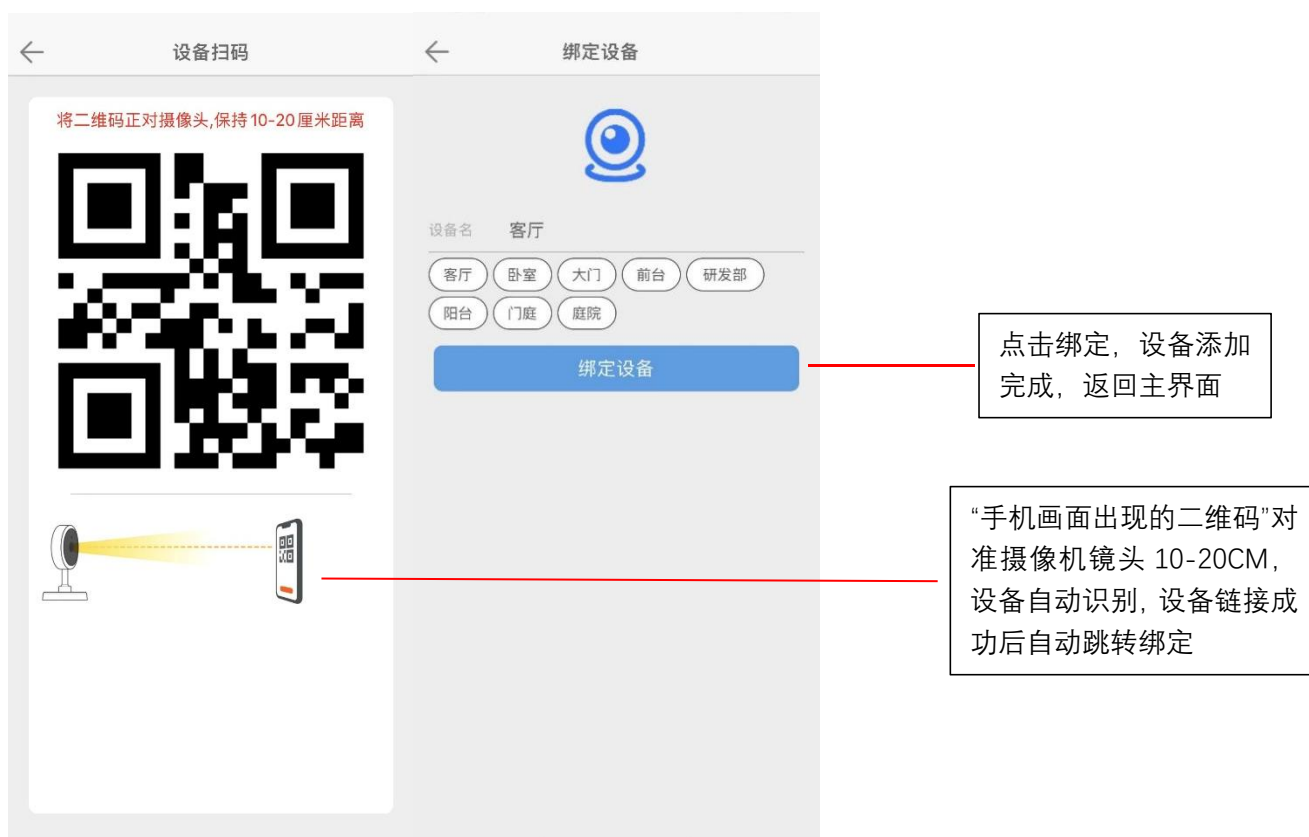 设备扫码
将二维码正对摄像头,保持10-20厘米距离
绑定设备
设备名 客厅
客厅 卧室 大门 前台 研发部
阳台 门庭 庭院
绑定设备
点击绑定，设备添加
完成，返回主界面
“手机画面出现的二维码”对
准摄像机镜头 10-20CM，
设备自动识别，设备链接成
功后自动跳转绑定